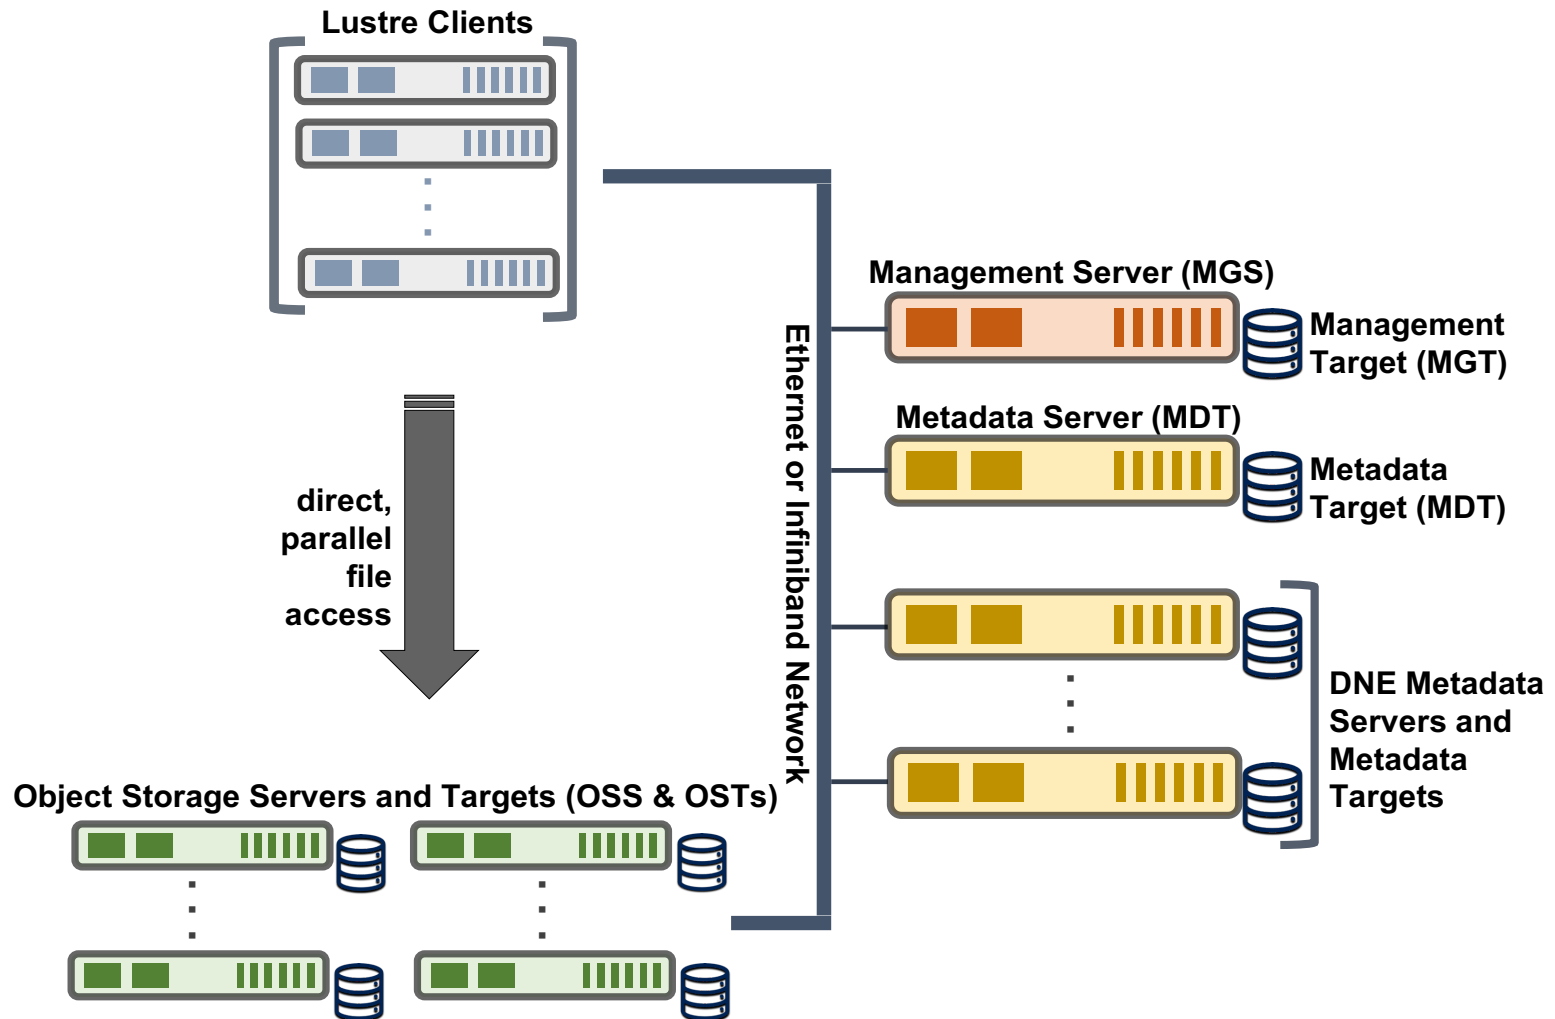 Lustre Clients
Management Server (MGS)
Management
Target (MGT)
Metadata Server (MDT)
Metadata
Target (MDT)
Ethernet or Infiniband Network
direct,
parallel
file
access
DNE Metadata
Servers and
Metadata
Targets
Object Storage Servers and Targets (OSS & OSTs)